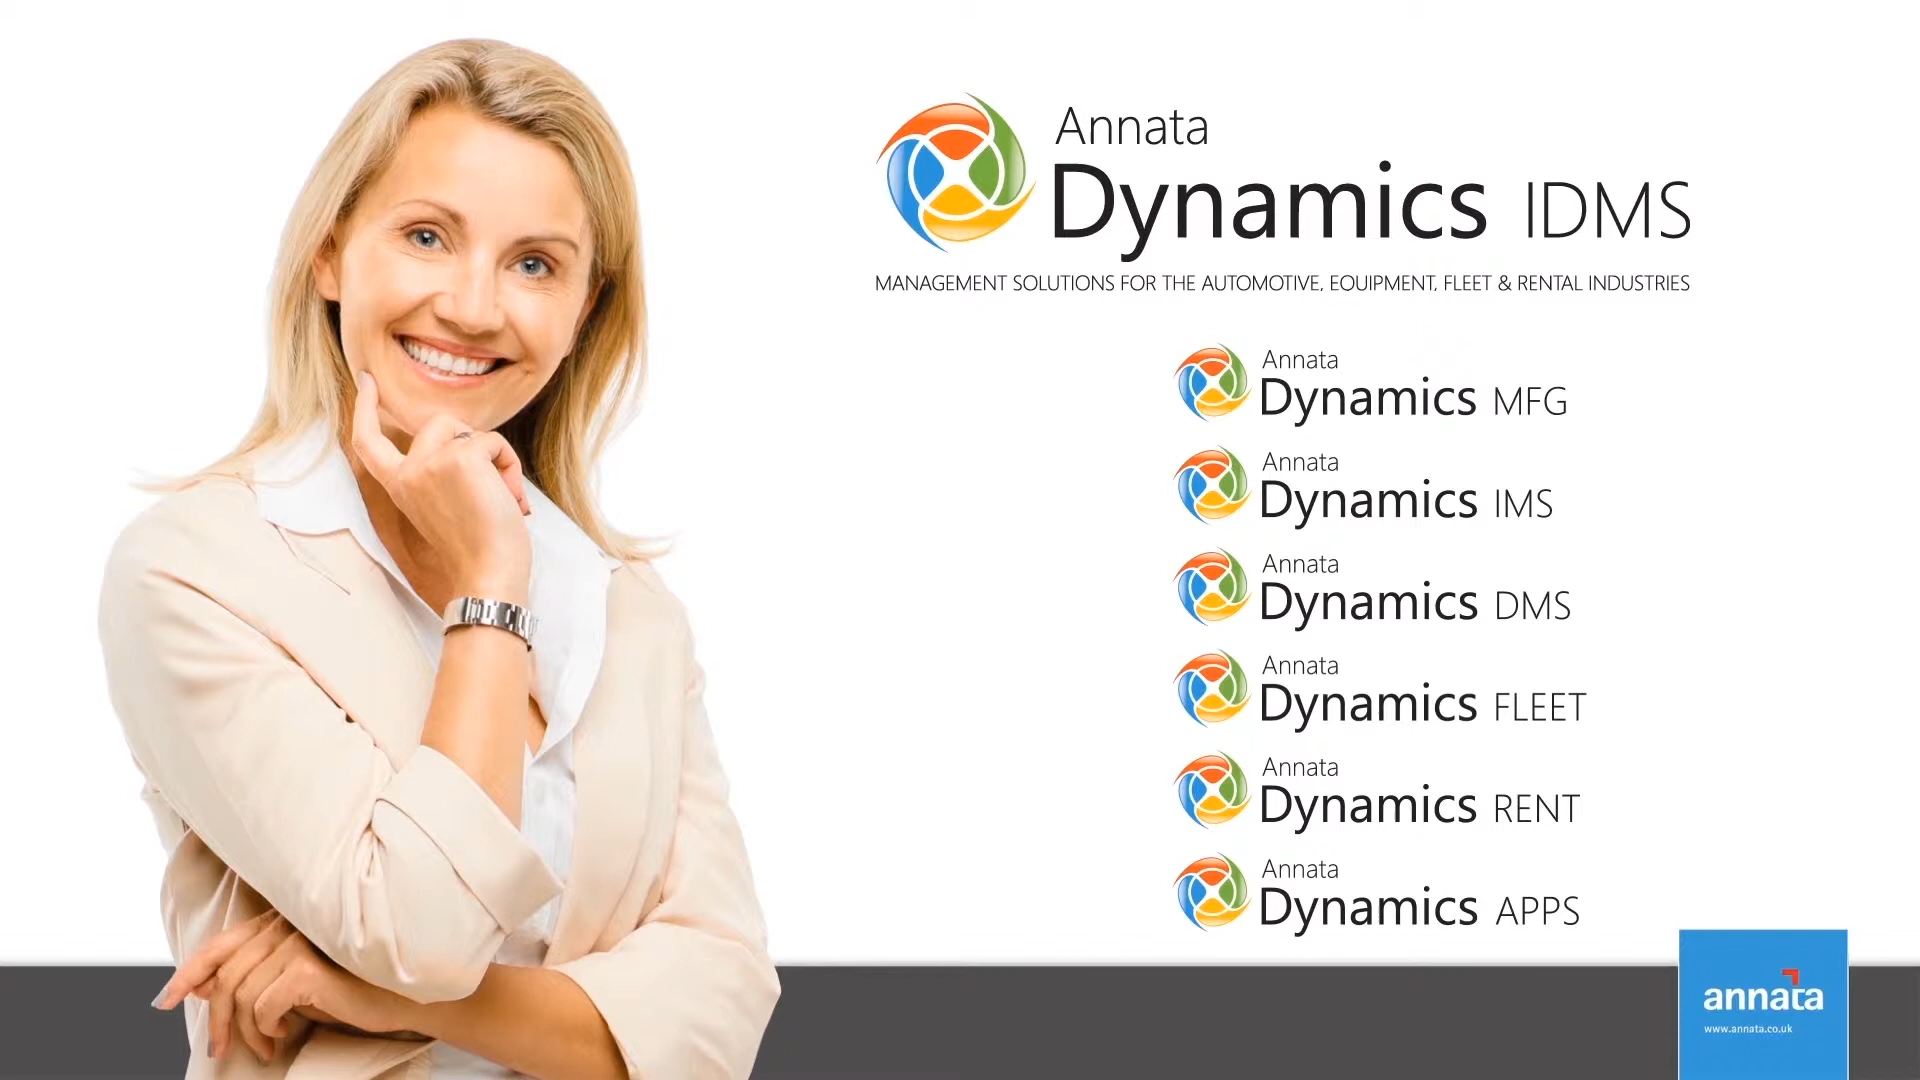 Annata
Dynamics IDMS
MANAGEMENT SOLUTIONS FOR THE AUTOMOTIVE, EQUIPMENT, FLEET & RENTAL INDUSTRIES
Annata
Dynamics MFG
Annata
Dynamics IMS
Annata
Dynamics DMS
Annata
Dynamics FLEET
Annata
Dynamics RENT
Annata
Dynamics APPS
annata
www.annata.co.uk